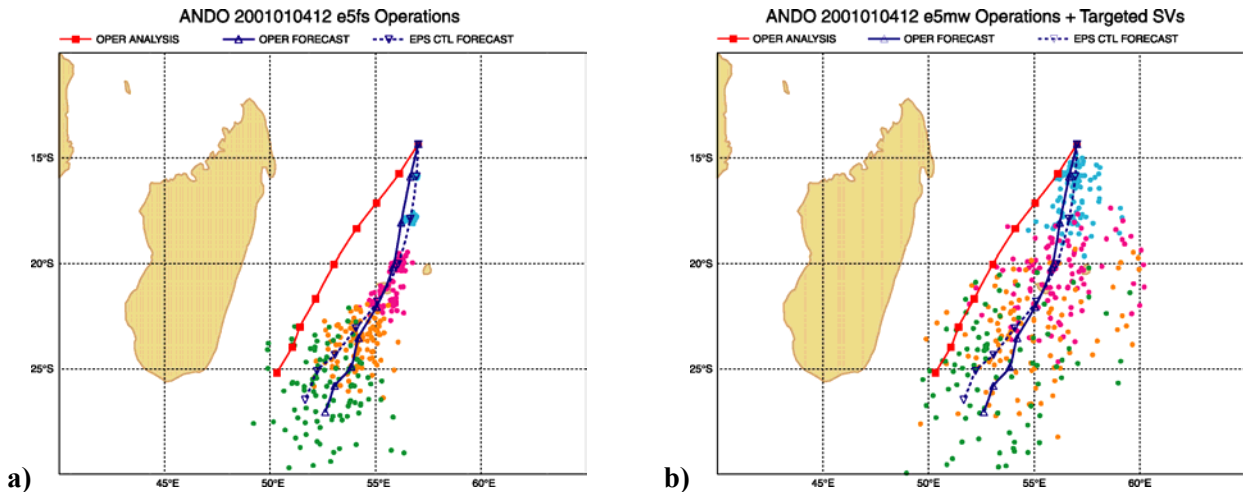 ANDO 2001010412 e5fs Operations
OPER ANALYSIS OPER FORECAST EPS CTL FORECAST
15°S
20°S
25°S
45°E 50°E 55°E 60°E
a)
ANDO 2001010412 e5mw Operations + Targeted SVs
OPER ANALYSIS OPER FORECAST EPS CTL FORECAST
15°S
20°S
25°S
45°E 50°E 55°E 60°E
b)